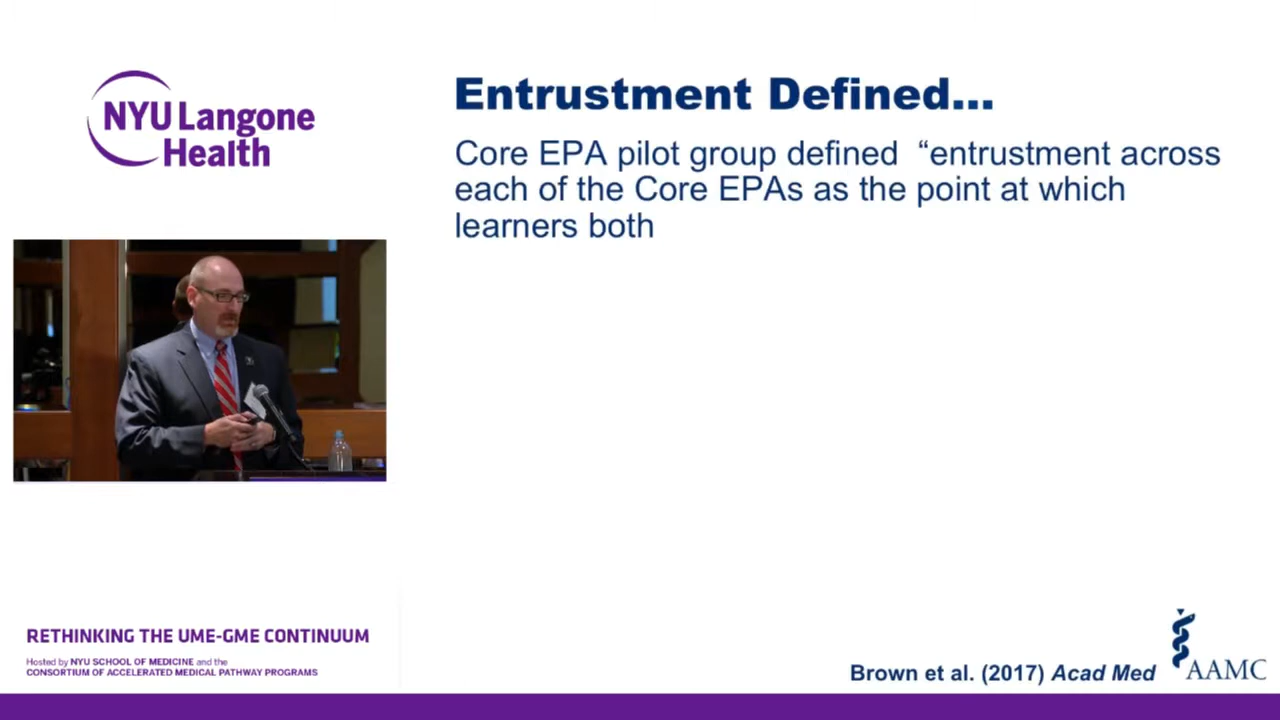 NYU Langone
Health
Entrustment Defined...
Core EPA pilot group defined “entrustment across
each of the Core EPAs as the point at which
learners both
RETHINKING THE UME-GME CONTINUUM
Hosted by NYU SCHOOL OF MEDICINE and the
CONSORTIUM OF ACCELERATED MEDICAL PATHWAY PROGRAMS
Brown et al. (2017) Acad Med
AAMC